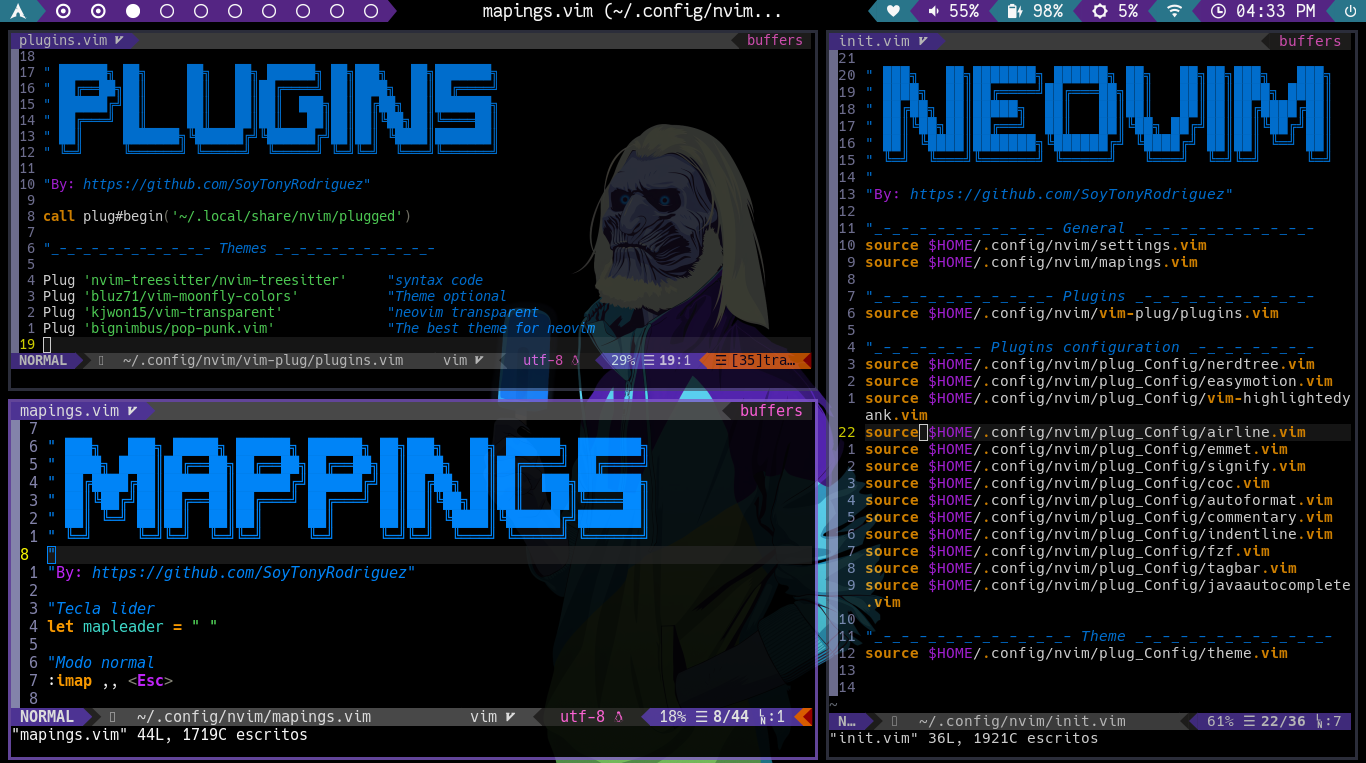 mapings.vim (~/.config/nvim...
55%
98%
5%
04:33 PM
plugins.vim
buffers
18
17 "
16 "
15 "
14 "
13 "
12 "
PLUGINS
11
10 "By: https://github.com/SoyTonyRodriguez"
9
8 call plug#begin('~/.local/share/nvim/plugged')
7
6 "_-_-_-_-_-_-_-_-_-_- Themes _-_-_-_-_-_-_-_-_-_-
5
4 Plug 'nvim-treesitter/nvim-treesitter' "syntax code
3 Plug 'bluz71/vim-moonfly-colors' "Theme optional
2 Plug 'kjwon15/vim-transparent' "neovim transparent
1 Plug 'bignimbus/pop-punk.vim' "The best theme for neovim
19
NORMAL ~/.config/nvim/vim-plug/plugins.vim vim utf-8 29% ☰ 19:1 ☲ [35]tra…
mapings.vim
buffers
7
6 "
5 "
4 "
3 "
2 "
1 "
MAPPINGS
8 "
1 "By: https://github.com/SoyTonyRodriguez"
2
3 "Tecla lider
4 let mapleader = " "
5
6 "Modo normal
7 :imap ,, <Esc>
8
NORMAL ~/.config/nvim/mapings.vim vim utf-8 18% ☰ 8/44 ㏑:1
"mapings.vim" 44L, 1719C escritos
init.vim
buffers
21
20 "
19 "
18 "
17 "
16 "
15 "
NEOVIM
14 "
13 "By: https://github.com/SoyTonyRodriguez"
12
11 "_-_-_-_-_-_-_-_-_-_- General _-_-_-_-_-_-_-_-_-_-
10 source $HOME/.config/nvim/settings.vim
9 source $HOME/.config/nvim/mapings.vim
8
7 "_-_-_-_-_-_-_-_-_-_- Plugins _-_-_-_-_-_-_-_-_-_-
6 source $HOME/.config/nvim/vim-plug/plugins.vim
5
4 "_-_-_-_-_-_- Plugins configuration _-_-_-_-_-_-_-
3 source $HOME/.config/nvim/plug_Config/nerdtree.vim
2 source $HOME/.config/nvim/plug_Config/easymotion.vim
1 source $HOME/.config/nvim/plug_Config/vim-highlightedy
ank.vim
22 source $HOME/.config/nvim/plug_Config/airline.vim
1 source $HOME/.config/nvim/plug_Config/emmet.vim
2 source $HOME/.config/nvim/plug_Config/signify.vim
3 source $HOME/.config/nvim/plug_Config/coc.vim
4 source $HOME/.config/nvim/plug_Config/autoformat.vim
5 source $HOME/.config/nvim/plug_Config/commentary.vim
6 source $HOME/.config/nvim/plug_Config/indentline.vim
7 source $HOME/.config/nvim/plug_Config/fzf.vim
8 source $HOME/.config/nvim/plug_Config/tagbar.vim
9 source $HOME/.config/nvim/plug_Config/javaautocomplete
.vim
10
11 "_-_-_-_-_-_-_-_-_-_-_- Theme _-_-_-_-_-_-_-_-_-_-_-
12 source $HOME/.config/nvim/plug_Config/theme.vim
13
14
~
N… ~/.config/nvim/init.vim 61% ☰ 22/36 ㏑:7
"init.vim" 36L, 1921C escritos